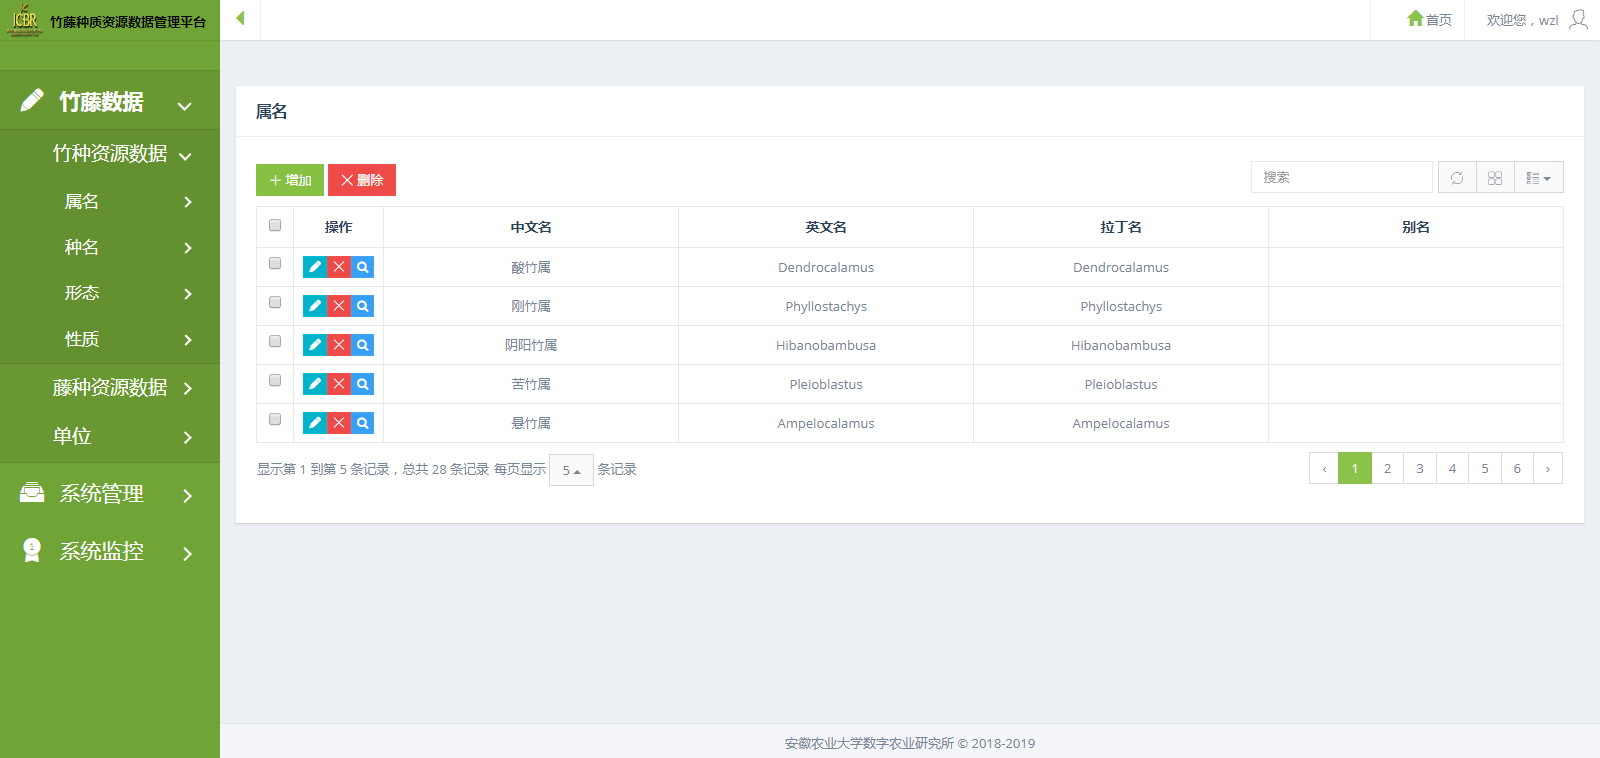 ICBR 竹藤种质资源数据管理平台
首页
欢迎您，wzl
竹藤数据
竹种资源数据
属名
种名
形态
性质
藤种资源数据
单位
系统管理
1
系统监控
属名
增加 删除
搜索
操作 中文名 英文名 拉丁名 别名
酸竹属 Dendrocalamus Dendrocalamus
刚竹属 Phyllostachys Phyllostachys
阴阳竹属 Hibanobambusa Hibanobambusa
苦竹属 Pleioblastus Pleioblastus
悬竹属 Ampelocalamus Ampelocalamus
显示第 1 到第 5 条记录，总共 28 条记录 每页显示 5 条记录
‹ 1 2 3 4 5 6 ›
安徽农业大学数字农业研究所 © 2018-2019